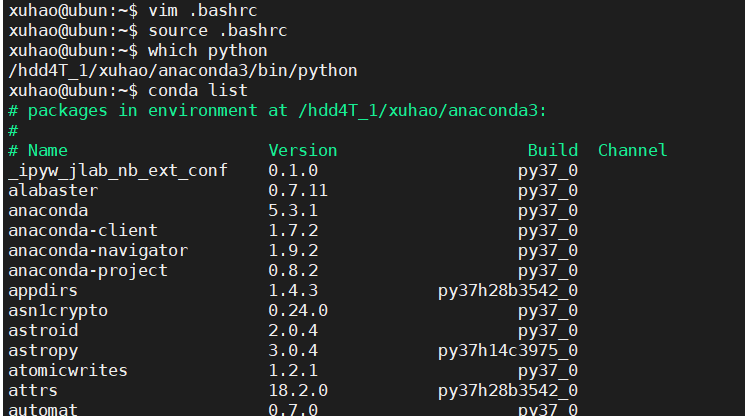 xuhao@ubun:~$ vim .bashrc
xuhao@ubun:~$ source .bashrc
xuhao@ubun:~$ which python
/hdd4T_1/xuhao/anaconda3/bin/python
xuhao@ubun:~$ conda list
# packages in environment at /hdd4T_1/xuhao/anaconda3:
#
# Name                    Version                   Build  Channel
_ipyw_jlab_nb_ext_conf    0.1.0                    py37_0
alabaster                 0.7.11                   py37_0
anaconda                  5.3.1                    py37_0
anaconda-client           1.7.2                    py37_0
anaconda-navigator        1.9.2                    py37_0
anaconda-project          0.8.2                    py37_0
appdirs                   1.4.3            py37h28b3542_0
asn1crypto                0.24.0                   py37_0
astroid                   2.0.4                    py37_0
astropy                   3.0.4            py37h14c3975_0
atomicwrites              1.2.1                    py37_0
attrs                     18.2.0           py37h28b3542_0
automat                   0.7.0                    py37_0